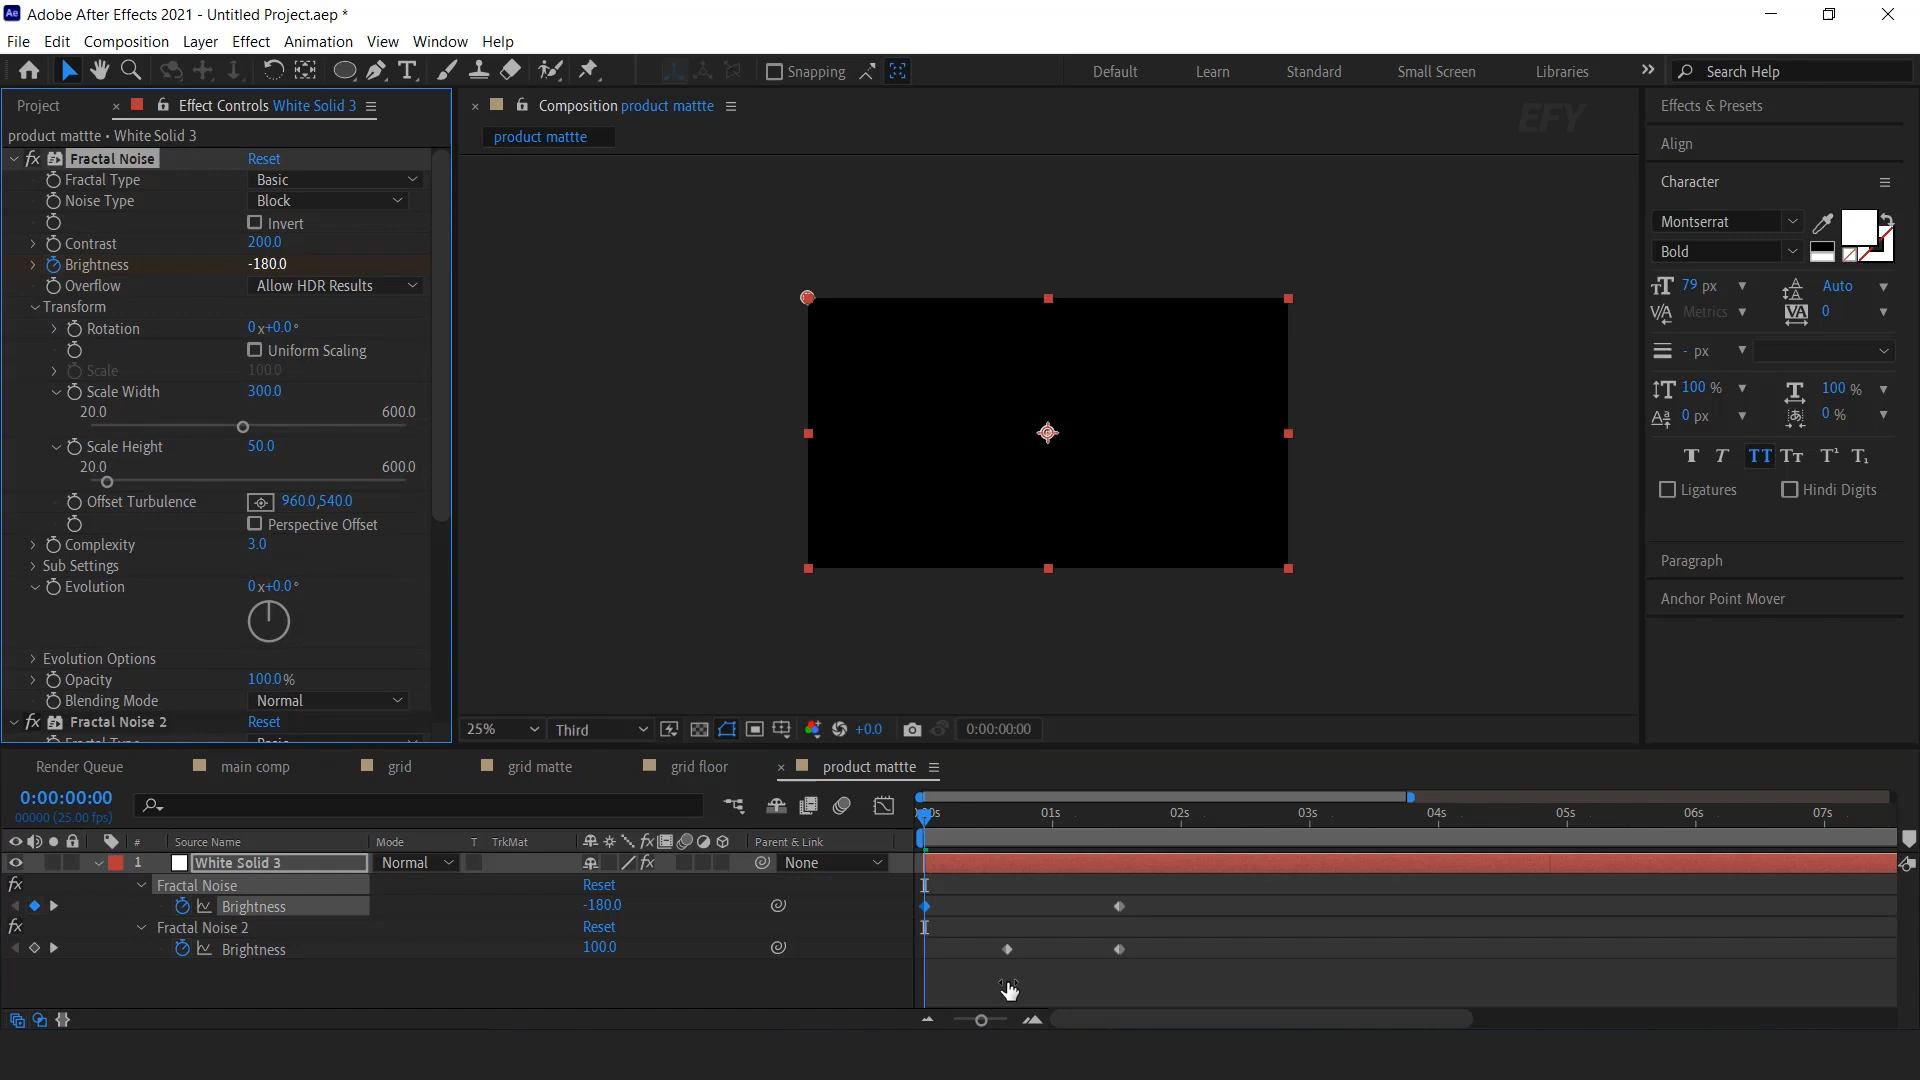 Adobe After Effects 2021 - Untitled Project.aep *
File Edit Composition Layer Effect Animation View Window Help
Snapping
Default Learn Standard Small Screen Libraries
Search Help
Project
Effect Controls White Solid 3
product mattte • White Solid 3
Fractal Noise Reset
Fractal Type Basic
Noise Type Block
Invert
Contrast 200.0
Brightness -180.0
Overflow Allow HDR Results
Transform
Rotation 0x+0.0°
Uniform Scaling
Scale 100.0
Scale Width 300.0
20.0 600.0
Scale Height 50.0
20.0 600.0
Offset Turbulence 960.0,540.0
Perspective Offset
Complexity 3.0
Sub Settings
Evolution 0x+0.0°
Evolution Options
Opacity 100.0%
Blending Mode Normal
Fractal Noise 2 Reset
Fractal Type Basic
Composition product mattte
product mattte
EFY
25% Third +0.0 0:00:00:00
Effects & Presets
Align
Character
Montserrat
Bold
79 px Auto
Metrics 0
- px
100 % 100 %
0 px 0 %
Ligatures Hindi Digits
Paragraph
Anchor Point Mover
Render Queue main comp grid grid matte grid floor product mattte
0:00:00:00
00000 (25.00 fps)
:00s 01s 02s 03s 04s 05s 06s 07s
# Source Name Mode T TrkMat Parent & Link
1 White Solid 3 Normal None
Fractal Noise Reset
Brightness -180.0
Fractal Noise 2 Reset
Brightness 100.0